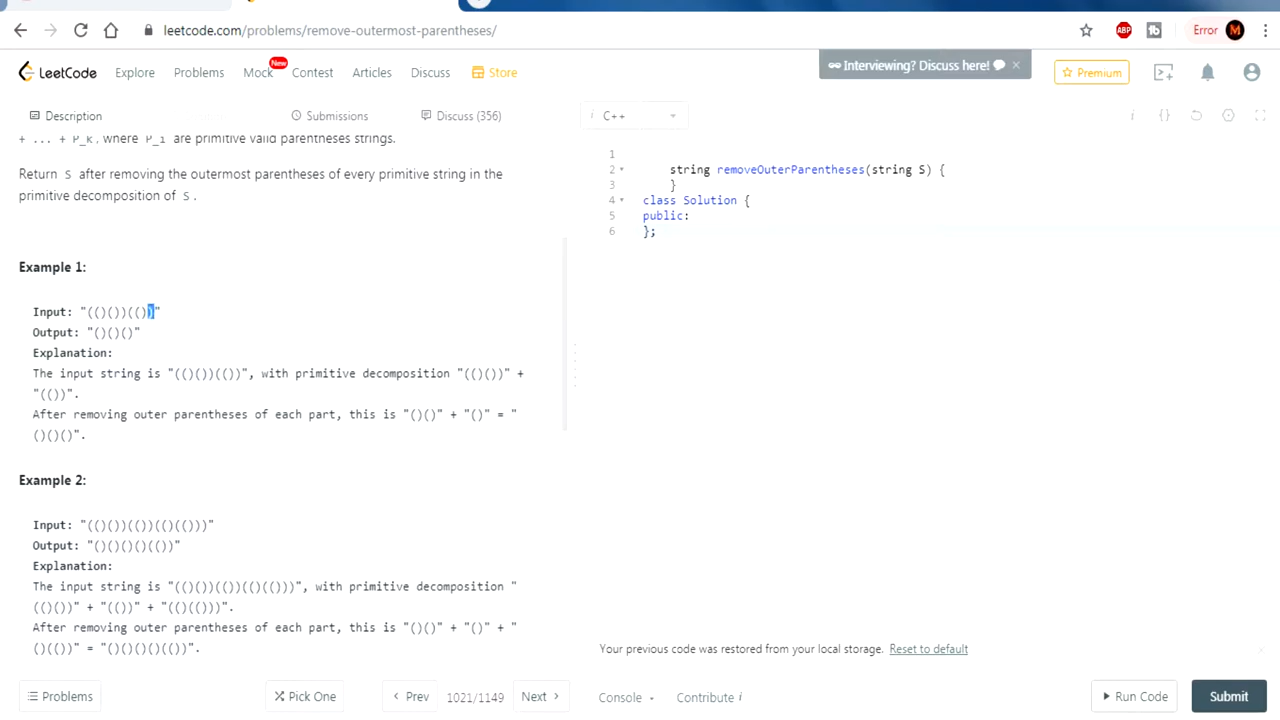 leetcode.com/problems/remove-outermost-parentheses/
ABP
Error M
LeetCode Explore Problems Mock New Contest Articles Discuss Store
Interviewing? Discuss here! ×
Premium
Description Submissions Discuss (356)
i C++
i {}
+ ... + P_k, where P_i are primitive valid parentheses strings.
Return S after removing the outermost parentheses of every primitive string in the
primitive decomposition of S.
Example 1:
Input: "(()())(())"
Output: "()()()"
Explanation:
The input string is "(()())(())", with primitive decomposition "(()())" +
"(())".
After removing outer parentheses of each part, this is "()()" + "()" = "
()()()".
Example 2:
Input: "(()())(())(()(()))"
Output: "()()()()(())"
Explanation:
The input string is "(()())(())(()(()))", with primitive decomposition "
(()())" + "(())" + "(()(()))".
After removing outer parentheses of each part, this is "()()" + "()" + "
()(())" = "()()()()(())".
1
2 string removeOuterParentheses(string S) {
3 }
4 class Solution {
5 public:
6 };
Your previous code was restored from your local storage. Reset to default
Problems Pick One Prev 1021/1149 Next Console Contribute i Run Code Submit